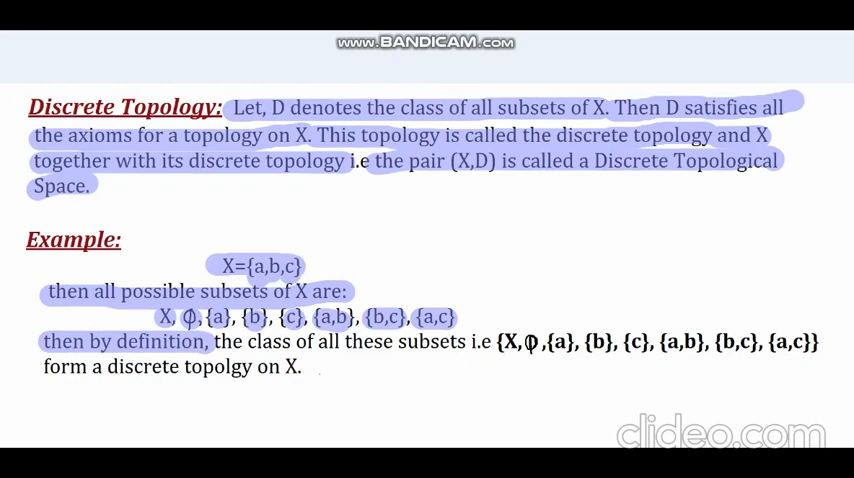 www.BANDICAM.com
Discrete Topology: Let, D denotes the class of all subsets of X. Then D satisfies all
the axioms for a topology on X. This topology is called the discrete topology and X
together with its discrete topology i.e the pair (X,D) is called a Discrete Topological
Space.
Example:
X={a,b,c}
then all possible subsets of X are:
X, φ,{a}, {b}, {c}, {a,b}, {b,c}, {a,c}
then by definition, the class of all these subsets i.e {X,φ,{a}, {b}, {c}, {a,b}, {b,c}, {a,c}}
form a discrete topolgy on X.
clideo.com